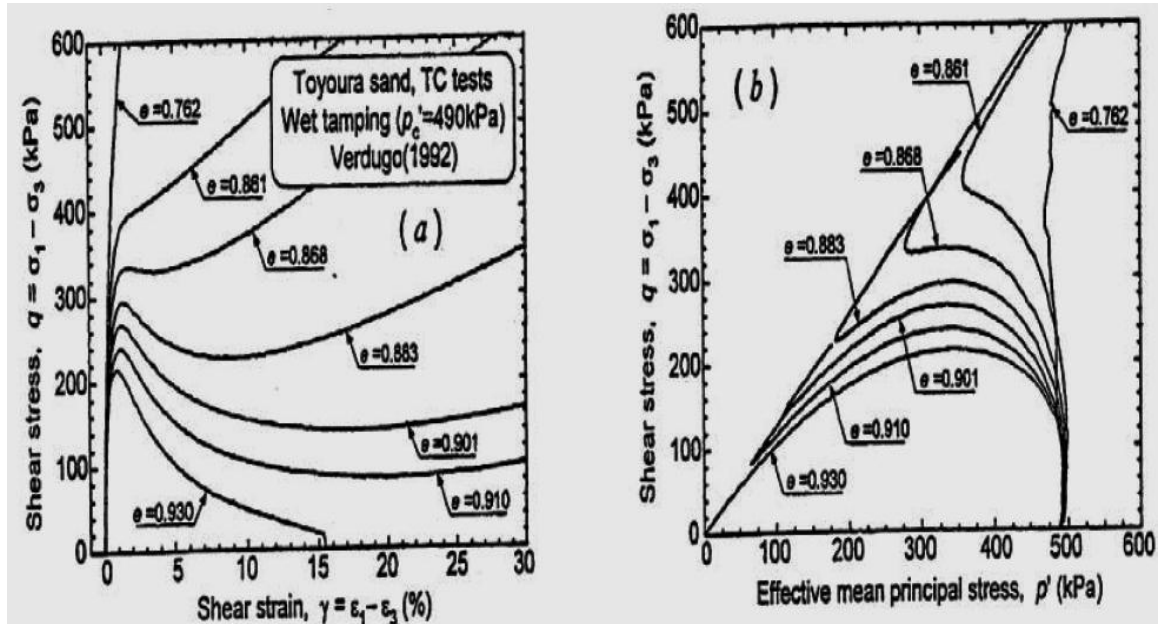 600
500
400
300
200
100
0
Shear stress, q = σ₁ − σ₃ (kPa)
Toyoura sand, TC tests
Wet tamping (p꜀'=490kPa)
Verdugo(1992)
e=0.762
e=0.861
e=0.868
(a)
e=0.883
e=0.901
e=0.910
e=0.930
0 5 10 15 20 25 30
Shear strain, γ = ε₁−ε₃ (%)
600
500
400
300
200
100
0
Shear stress, q = σ₁ − σ₃ (kPa)
(b)
e=0.861
e=0.762
e=0.868
e=0.883
e=0.901
e=0.910
e=0.930
0 100 200 300 400 500 600
Effective mean principal stress, p' (kPa)